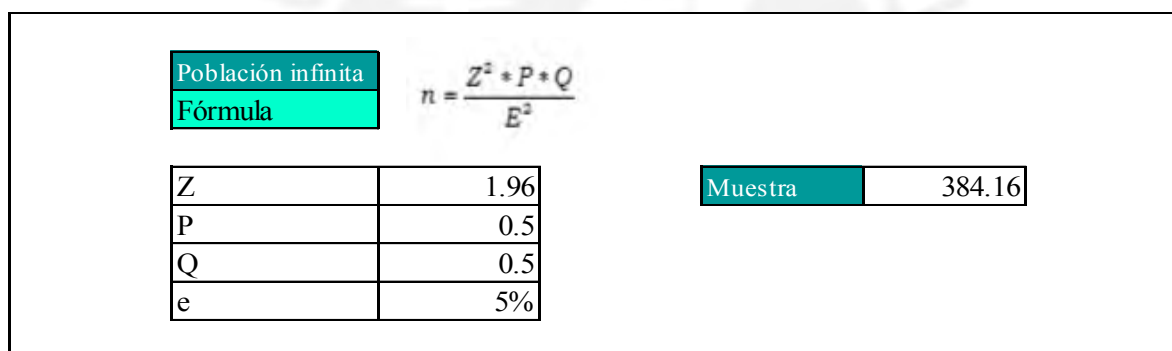 Población infinita
Fórmula
n = Z² * P * Q / E²
Z 1.96
P 0.5
Q 0.5
e 5%
Muestra 384.16